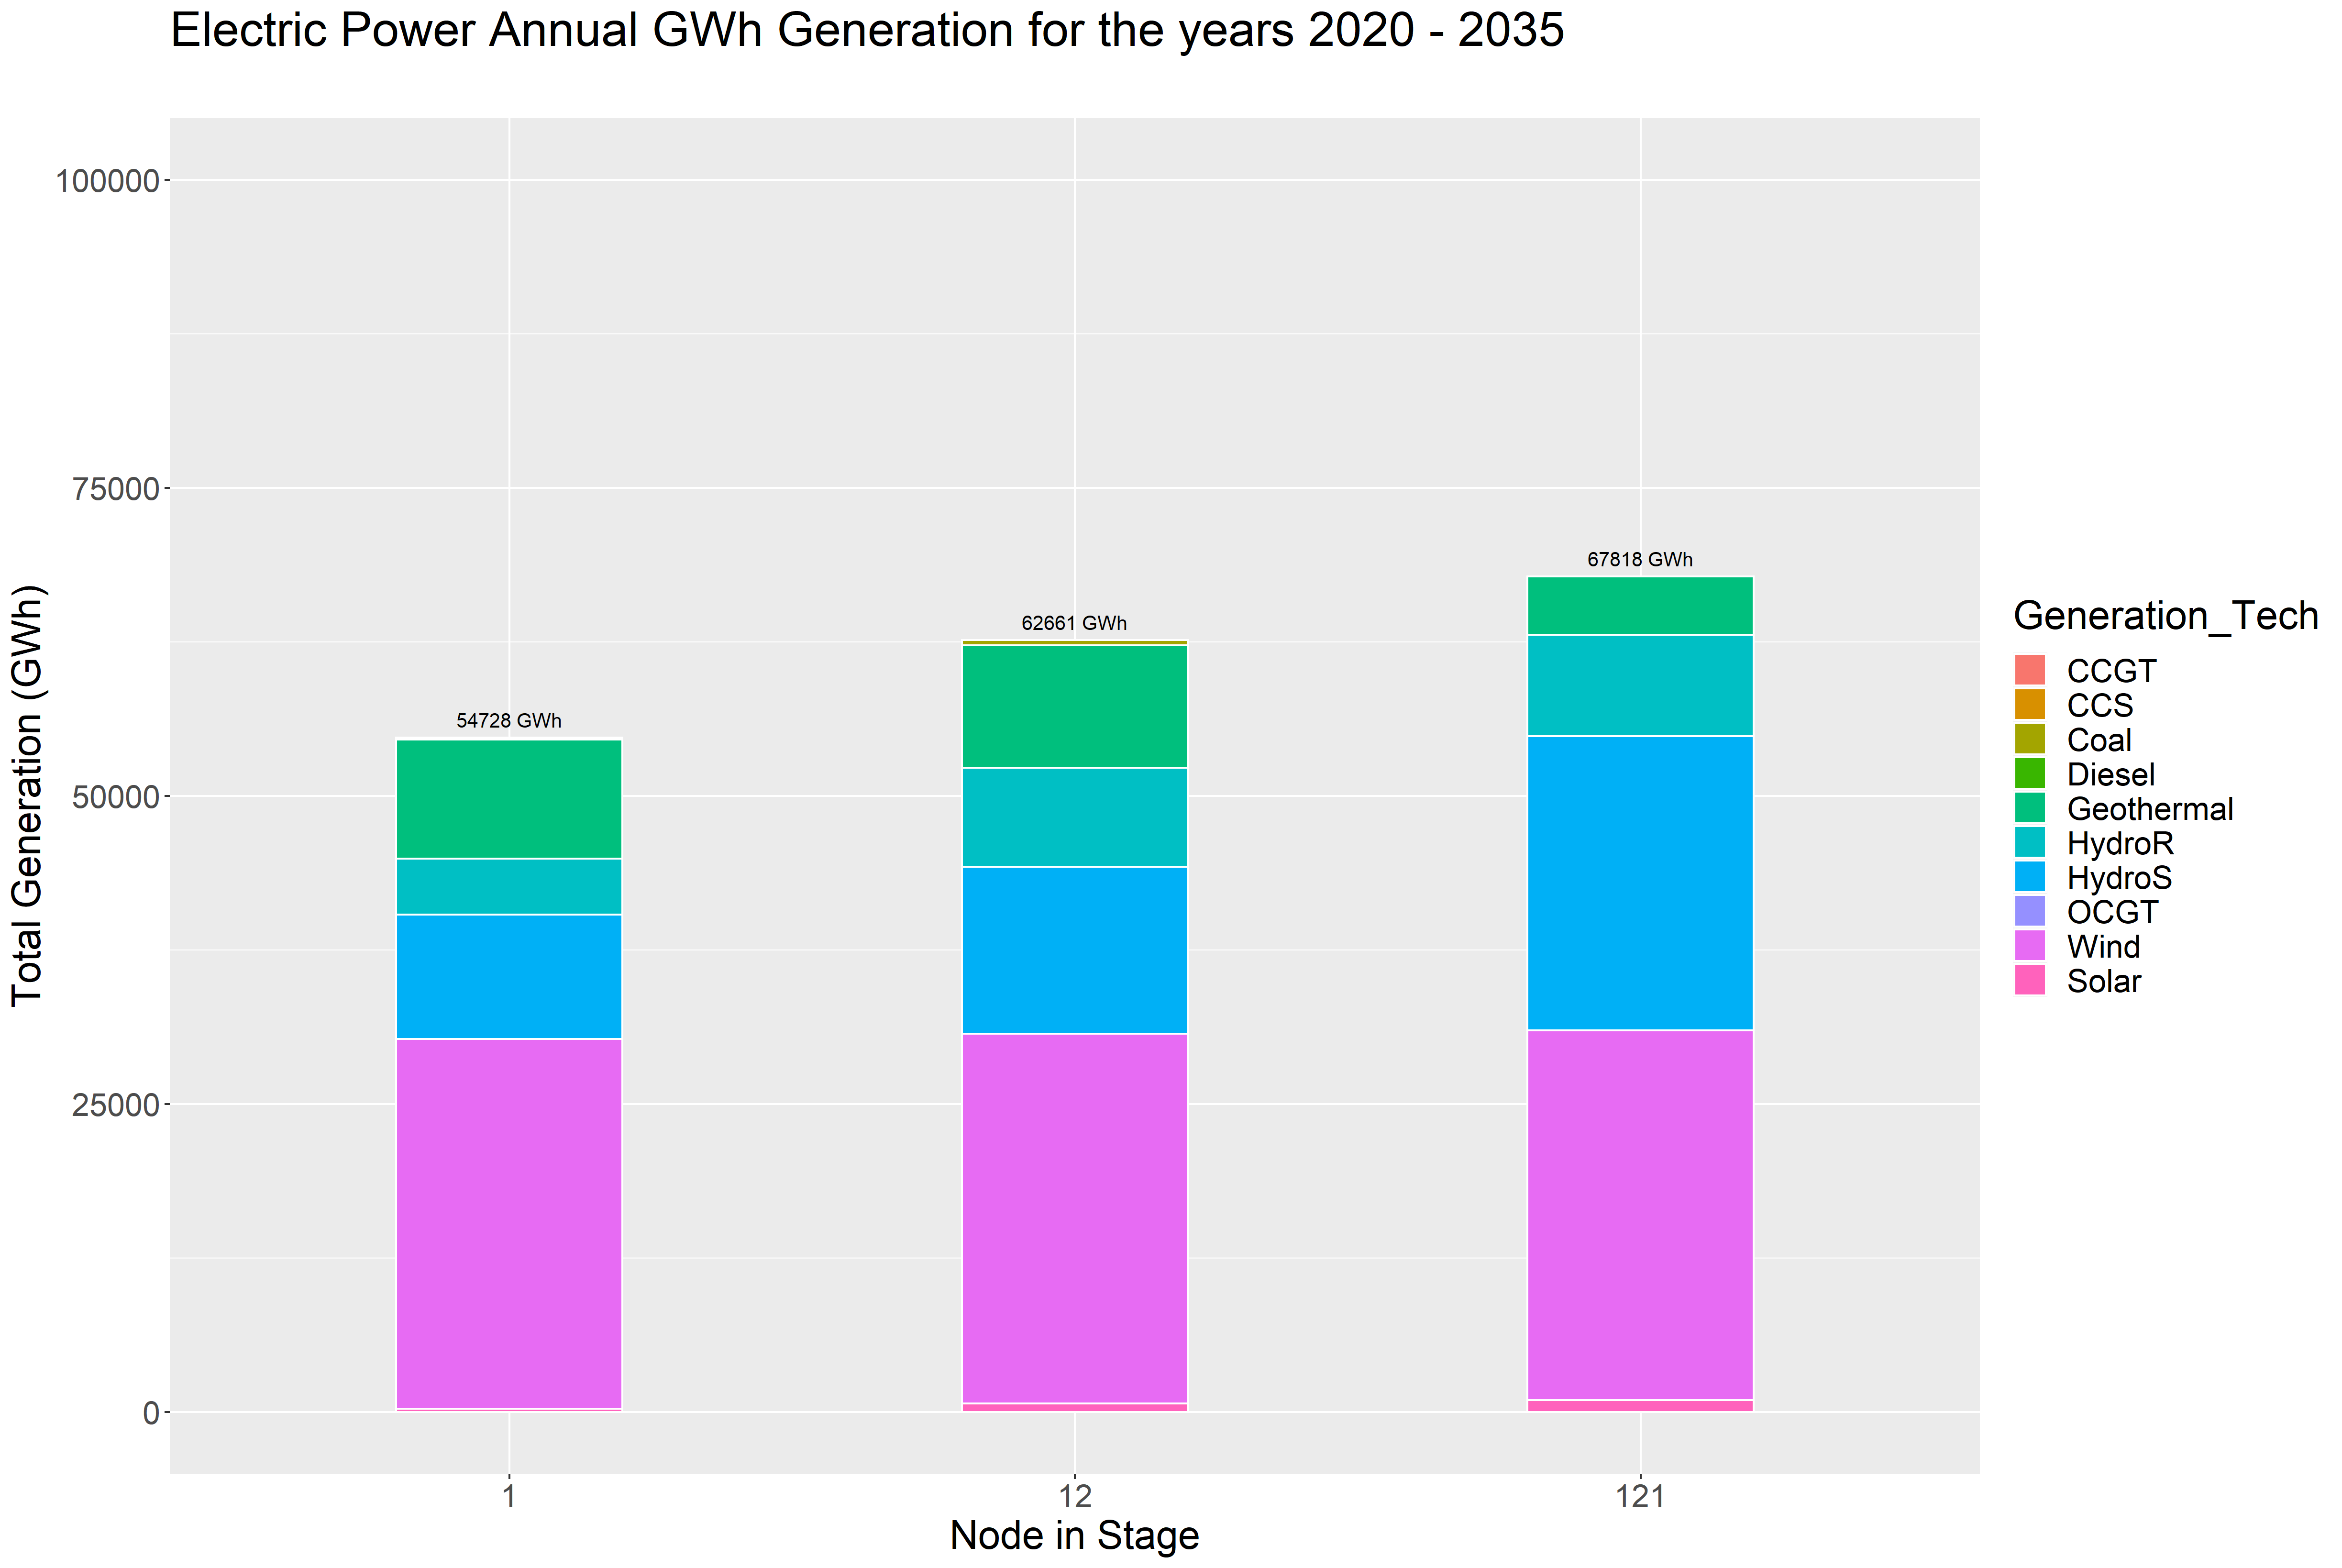 Electric Power Annual GWh Generation for the years 2020 - 2035
Total Generation (GWh)
100000
75000
50000
25000
0
54728 GWh
62661 GWh
67818 GWh
1
12
121
Node in Stage
Generation_Tech
CCGT
CCS
Coal
Diesel
Geothermal
HydroR
HydroS
OCGT
Wind
Solar